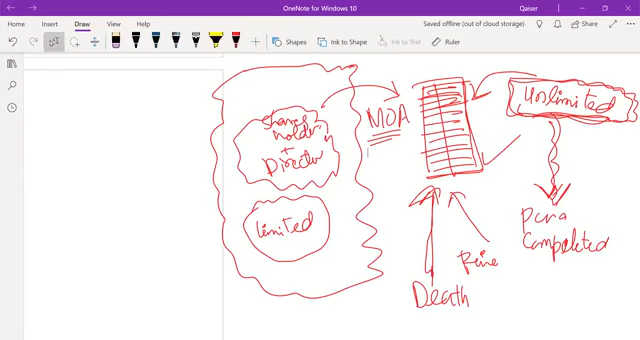 OneNote for Windows 10
Qaiser
Home Insert Draw View Help
Saved offline (out of cloud storage)
Share
Shapes Ink to Shape Ink to Text Ruler
Share
holder
+
Director
limited
MOA
Unlimited
Para
Completed
Death